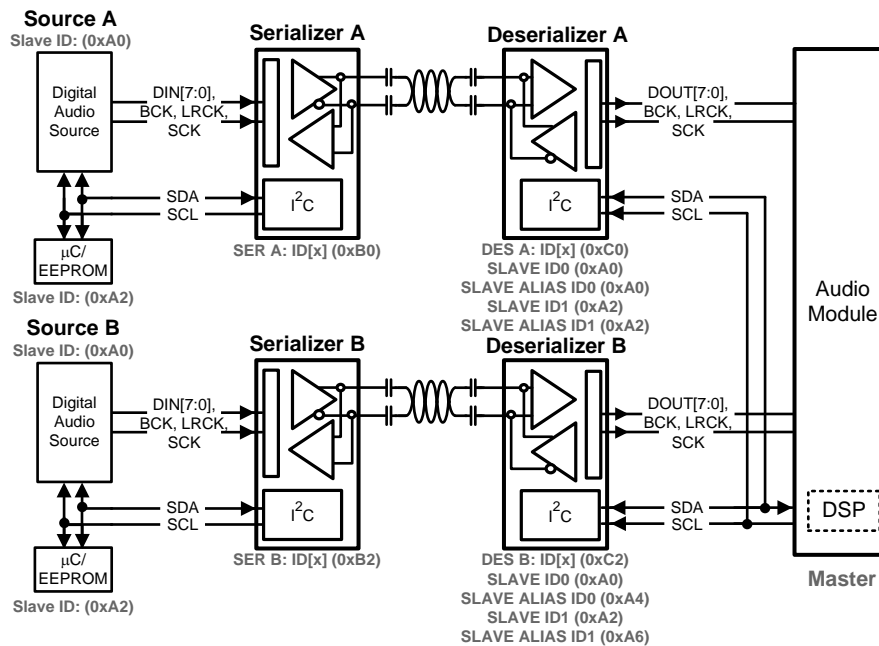 Source A
Slave ID: (0xA0)
Digital
Audio
Source
DIN[7:0],
BCK, LRCK,
SCK
SDA
SCL
µC/
EEPROM
Slave ID: (0xA2)
Serializer A
I²C
SER A: ID[x] (0xB0)
Deserializer A
I²C
DES A: ID[x] (0xC0)
SLAVE ID0 (0xA0)
SLAVE ALIAS ID0 (0xA0)
SLAVE ID1 (0xA2)
SLAVE ALIAS ID1 (0xA2)
DOUT[7:0],
BCK, LRCK,
SCK
SDA
SCL
Audio
Module
Source B
Slave ID: (0xA0)
Digital
Audio
Source
DIN[7:0],
BCK, LRCK,
SCK
SDA
SCL
µC/
EEPROM
Slave ID: (0xA2)
Serializer B
I²C
SER B: ID[x] (0xB2)
Deserializer B
I²C
DES B: ID[x] (0xC2)
SLAVE ID0 (0xA0)
SLAVE ALIAS ID0 (0xA4)
SLAVE ID1 (0xA2)
SLAVE ALIAS ID1 (0xA6)
DOUT[7:0],
BCK, LRCK,
SCK
SDA
SCL
DSP
Master